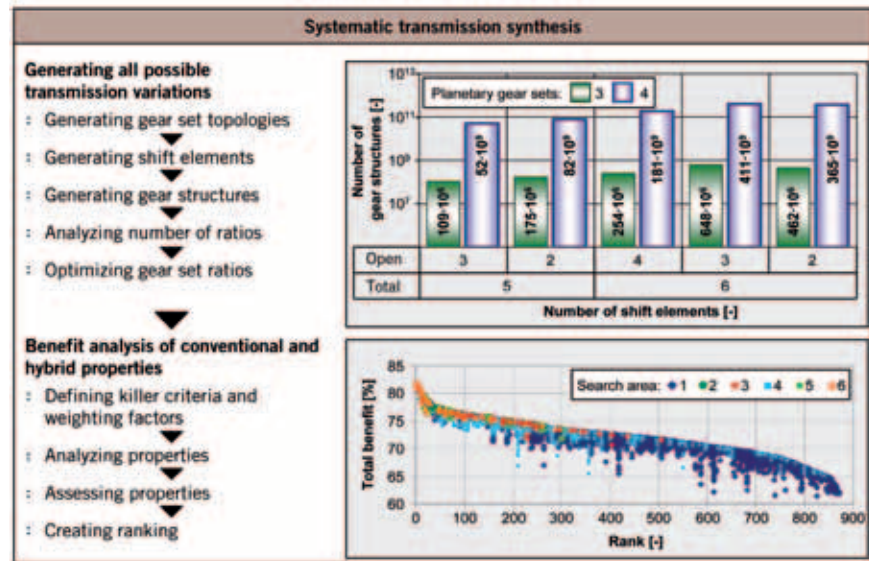 Systematic transmission synthesis
Generating all possible
transmission variations
: Generating gear set topologies
: Generating shift elements
: Generating gear structures
: Analyzing number of ratios
: Optimizing gear set ratios
Benefit analysis of conventional and
hybrid properties
: Defining killer criteria and
weighting factors
: Analyzing properties
: Assessing properties
: Creating ranking
Number of
gear structures [-]
10¹³
10¹¹
10⁹
10⁷
Planetary gear sets: 3 4
109·10⁶
52·10⁹
175·10⁶
82·10⁹
254·10⁶
181·10⁹
648·10⁶
411·10⁹
462·10⁶
365·10⁹
Open 3 2 4 3 2
Total 5 6
Number of shift elements [-]
Total benefit [%]
85
80
75
70
65
60
Search area: 1 2 3 4 5 6
0 100 200 300 400 500 600 700 800 900
Rank [-]